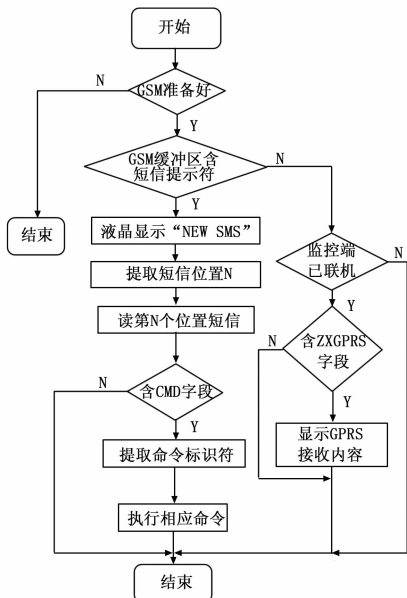 开始
N
GSM准备好
Y
GSM缓冲区含
短信提示符
N
Y
结束
液晶显示“NEW SMS”
监控端
已联机
N
提取短信位置N
Y
读第N个位置短信
N
含ZXGPRS
字段
N
含CMD字段
Y
Y
提取命令标识符
显示GPRS
接收内容
执行相应命令
结束